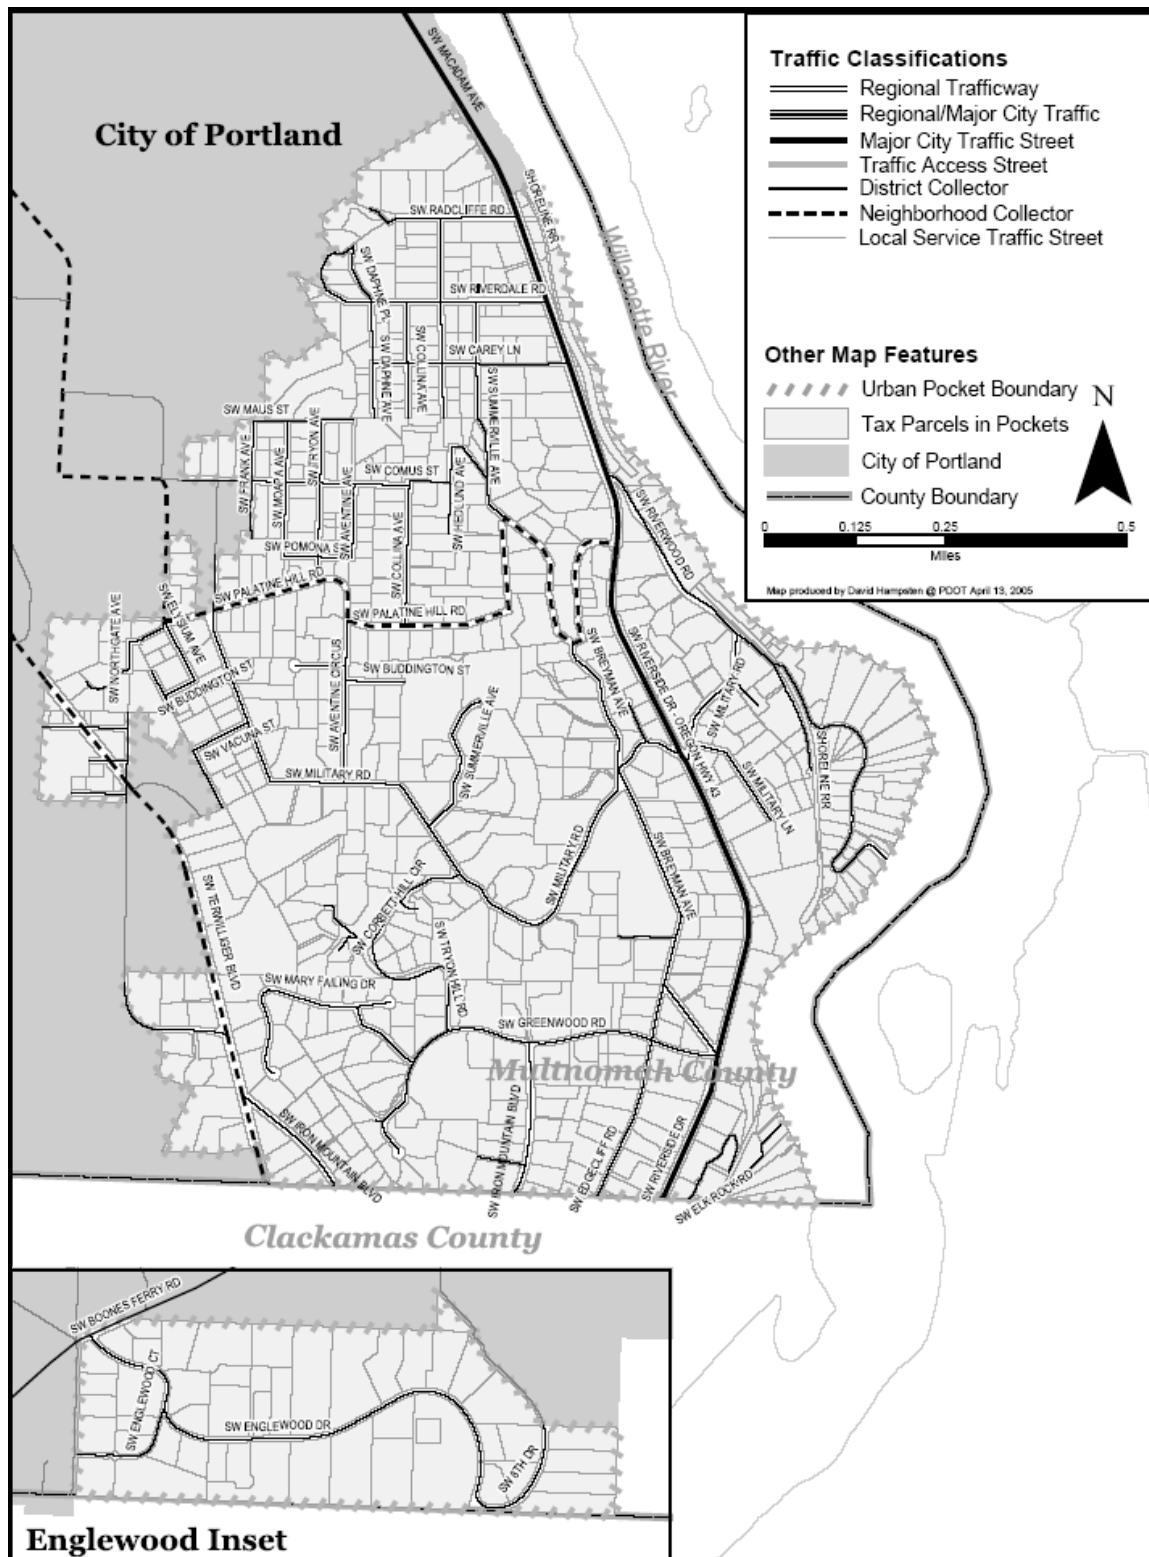 City of Portland
Traffic Classifications
Regional Trafficway
Regional/Major City Traffic
Major City Traffic Street
Traffic Access Street
District Collector
Neighborhood Collector
Local Service Traffic Street
Other Map Features
Urban Pocket Boundary
Tax Parcels in Pockets
City of Portland
County Boundary
N
0 0.125 0.25 0.5
Miles
Map produced by David Hampsten @ PDOT April 13, 2005
SW MACADAM AVE
SHORELINE RR
Willamette River
SW RADCLIFFE RD
SW DAPHNE PL
SW RIVERDALE RD
SW DAPHNE AVE
SW COLLINA AVE
SW CAREY LN
SW SUMMERVILLE AVE
SW MAUS ST
SW FRANK AVE
SW MOAPA AVE
SW TRYON AVE
SW AVENTINE AVE
SW COMUS ST
SW HEDLUND AVE
SW COLLINA AVE
SW POMONA S
SW RIVERWOOD RD
SW PALATINE HILL RD
SW PALATINE HILL RD
SW NORTHGATE AVE
SW ELYSIUM AVE
SW BUDDINGTON ST
SW BUDDINGTON ST
SW AVENTINE CIRCUS
SW VACUNA ST
SW BREYMAN AVE
SW RIVERSIDE DR - OREGON HWY 43
SW MILITARY RD
SW MILITARY LN
SHORELINE RR
SW SUMMERVILLE AVE
SW MILITARY RD
SW MILITARY RD
SW BREYMAN AVE
SW CORBETT HILL CIR
SW TERWILLIGER BLVD
SW TRYON HILL RD
SW MARY FAILING DR
SW GREENWOOD RD
Multnomah County
SW IRON MOUNTAIN BLVD
SW IRON MOUNTAIN BLVD
SW EDGECLIFF RD
SW RIVERSIDE DR
SW ELK ROCK RD
Clackamas County
SW BOONES FERRY RD
SW ENGLEWOOD CT
SW ENGLEWOOD DR
SW 8TH DR
Englewood Inset